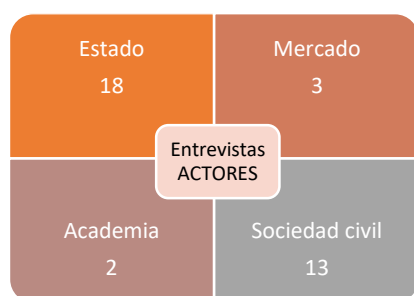 Estado
18
Mercado
3
Entrevistas
ACTORES
Academia
2
Sociedad civil
13